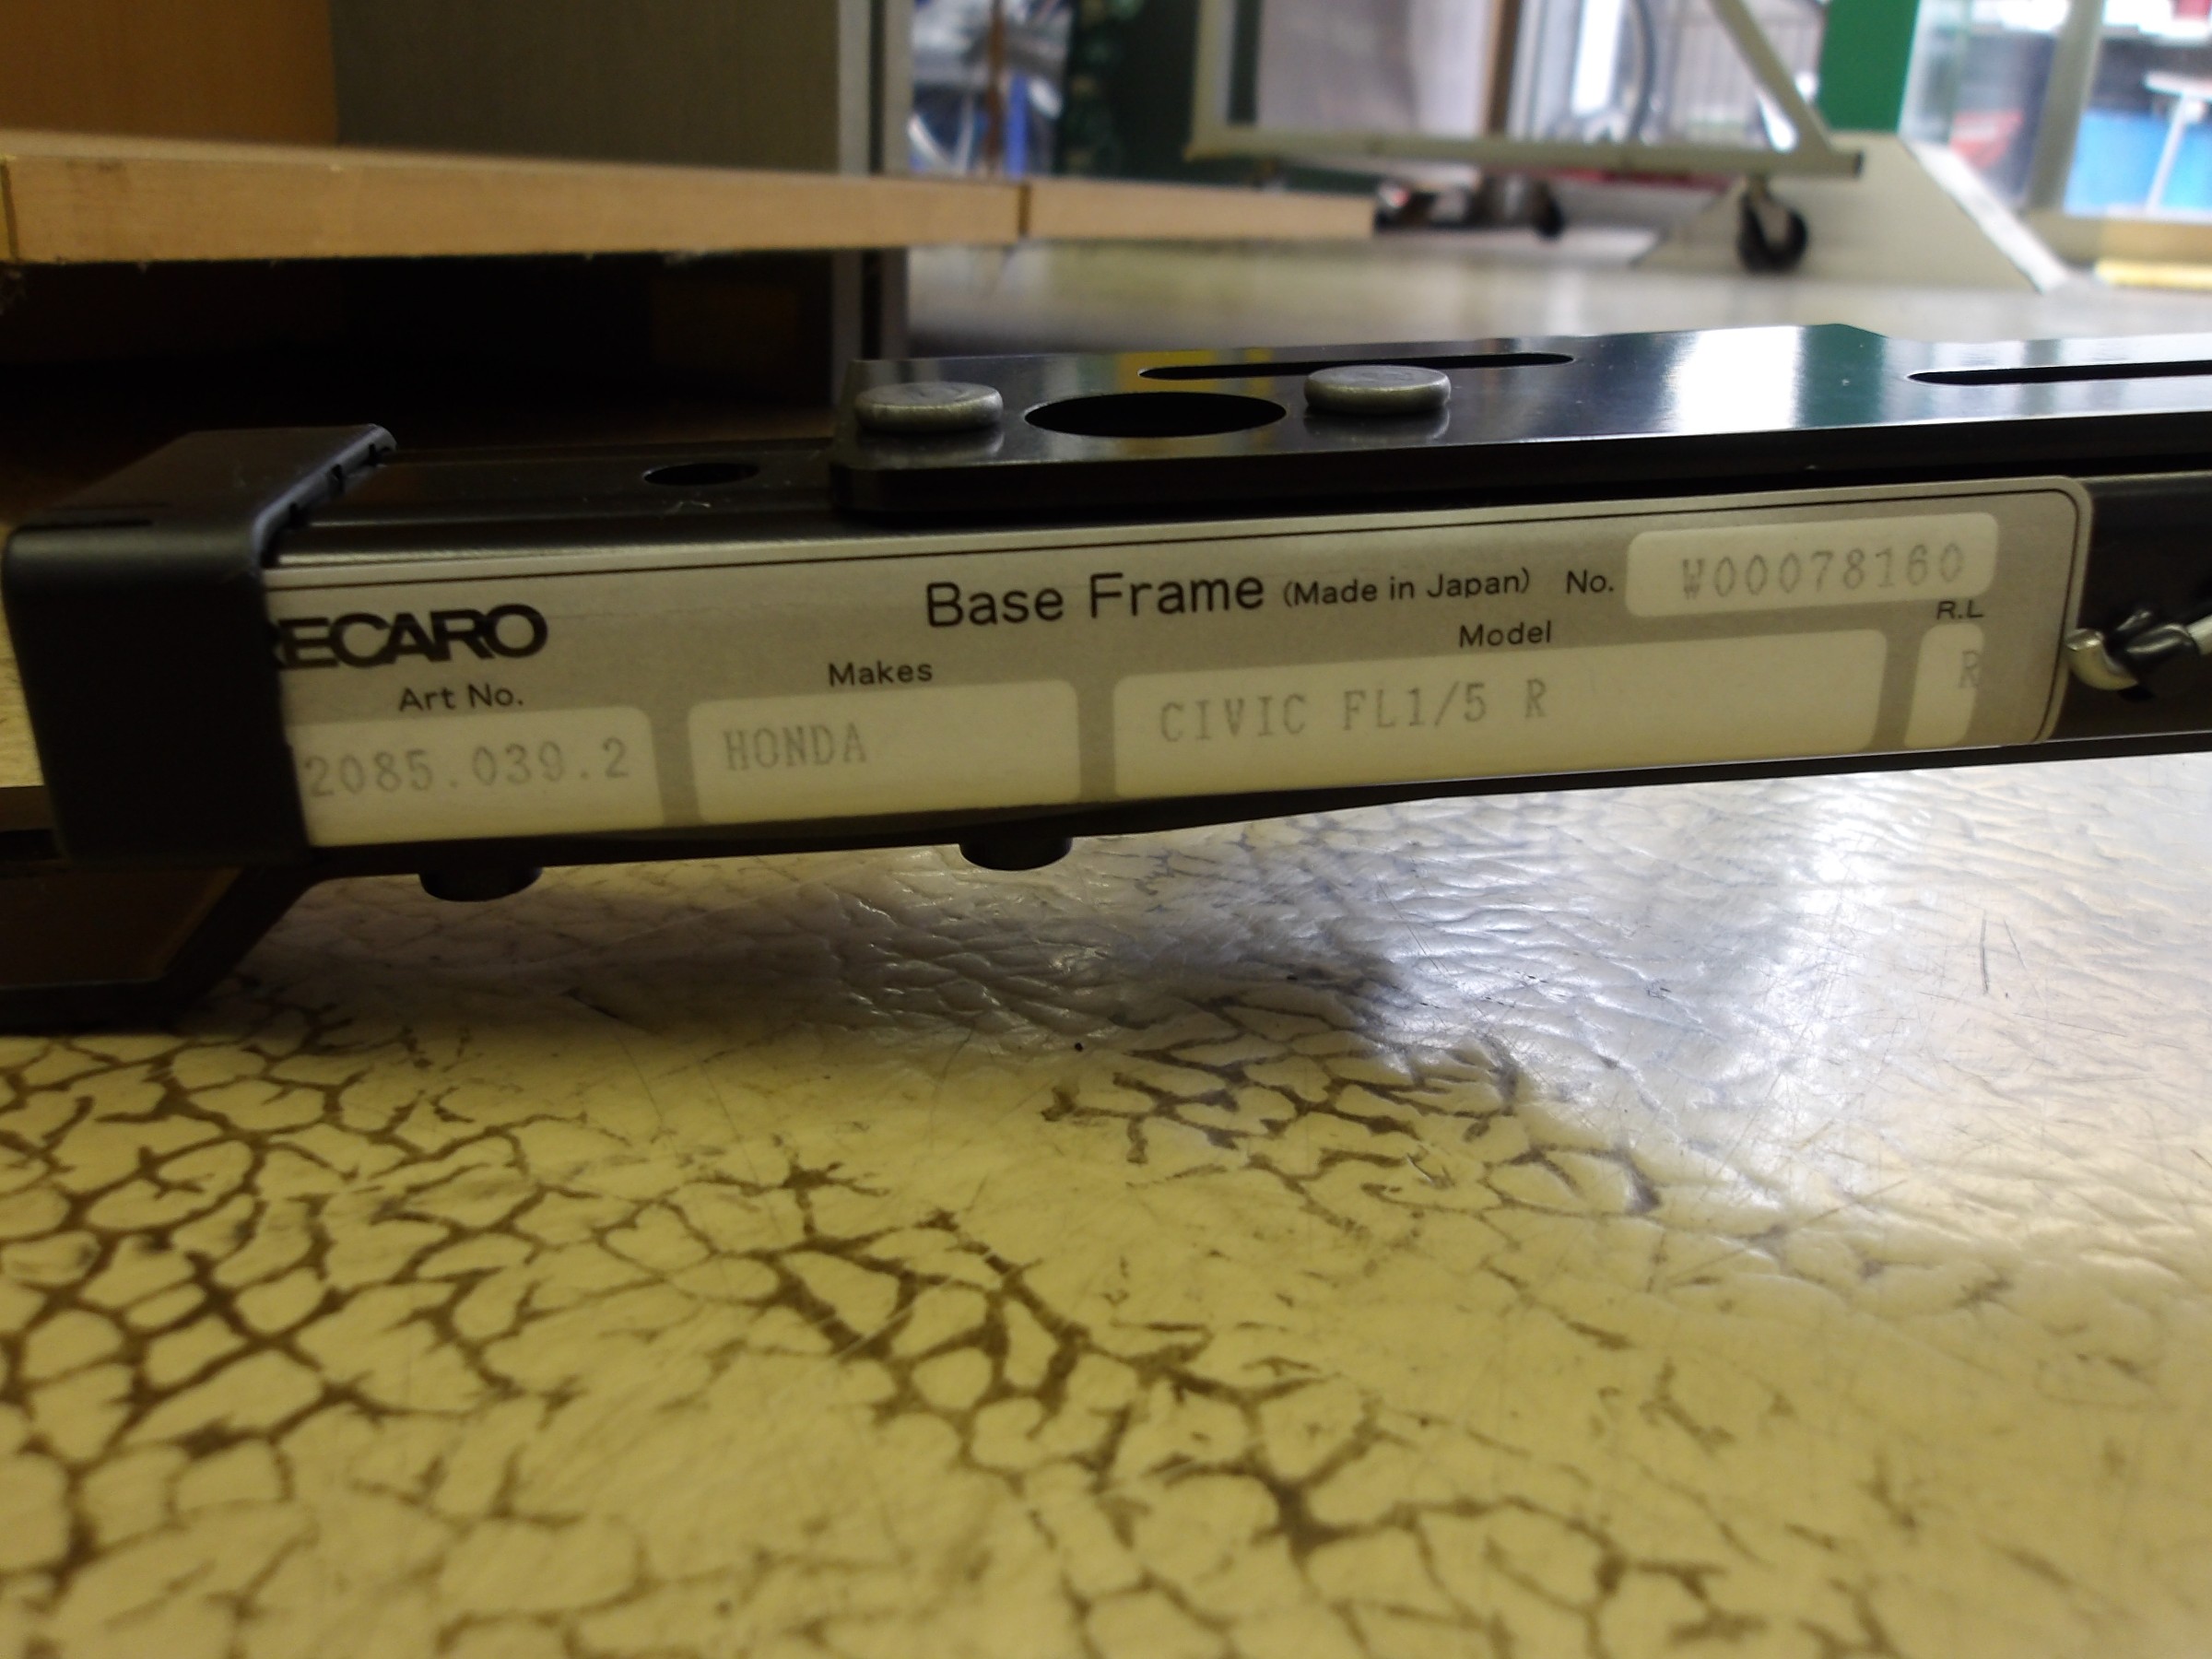 RECARO
Base Frame (Made in Japan) No. W00078160
Art No. Makes Model R.L
2085.039.2 HONDA CIVIC FL1/5 R R